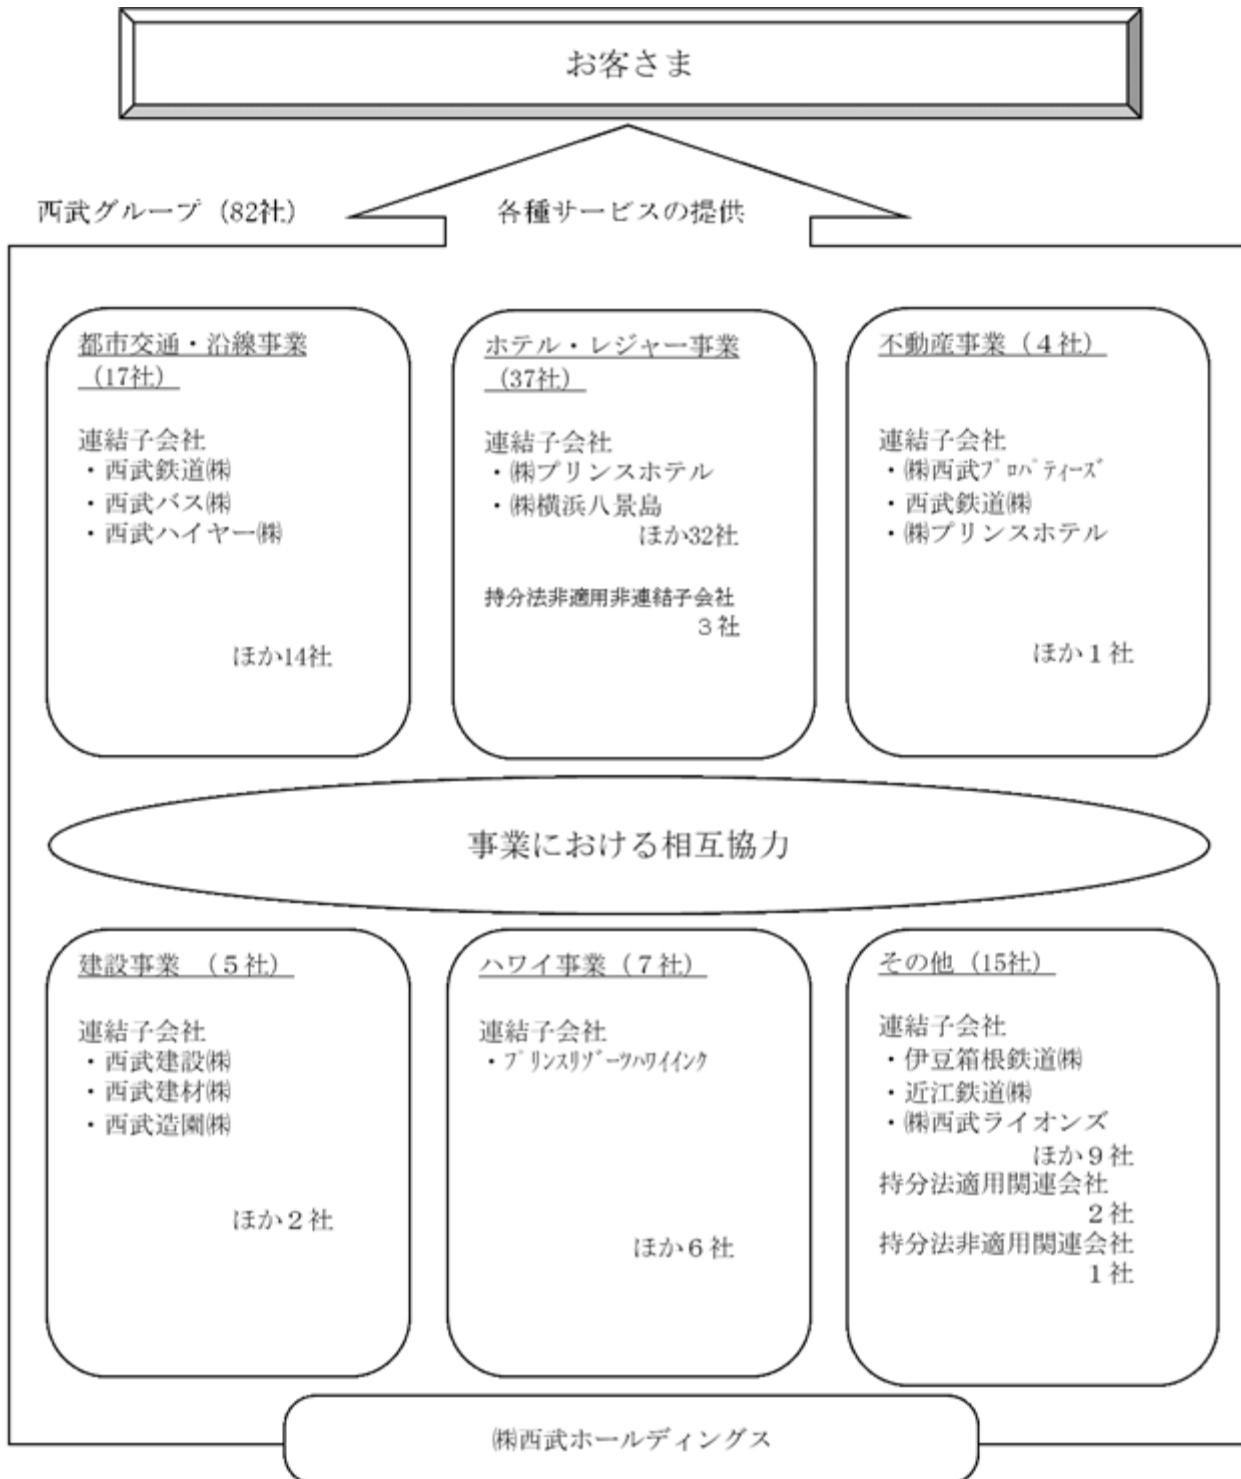 お客さま
西武グループ（82社）
各種サービスの提供
都市交通・沿線事業
（17社）
連結子会社
・西武鉄道㈱
・西武バス㈱
・西武ハイヤー㈱
ほか14社
ホテル・レジャー事業
（37社）
連結子会社
・㈱プリンスホテル
・㈱横浜八景島
ほか32社
持分法非適用非連結子会社
３社
不動産事業（４社）
連結子会社
・㈱西武ﾌﾟﾛﾊﾟﾃｨｰｽﾞ
・西武鉄道㈱
・㈱プリンスホテル
ほか１社
事業における相互協力
建設事業　（５社）
連結子会社
・西武建設㈱
・西武建材㈱
・西武造園㈱
ほか２社
ハワイ事業（７社）
連結子会社
・ﾌﾟﾘﾝｽﾘｿﾞｰﾂﾊﾜｲｲﾝｸ
ほか６社
その他（15社）
連結子会社
・伊豆箱根鉄道㈱
・近江鉄道㈱
・㈱西武ライオンズ
ほか９社
持分法適用関連会社
２社
持分法非適用関連会社
１社
㈱西武ホールディングス